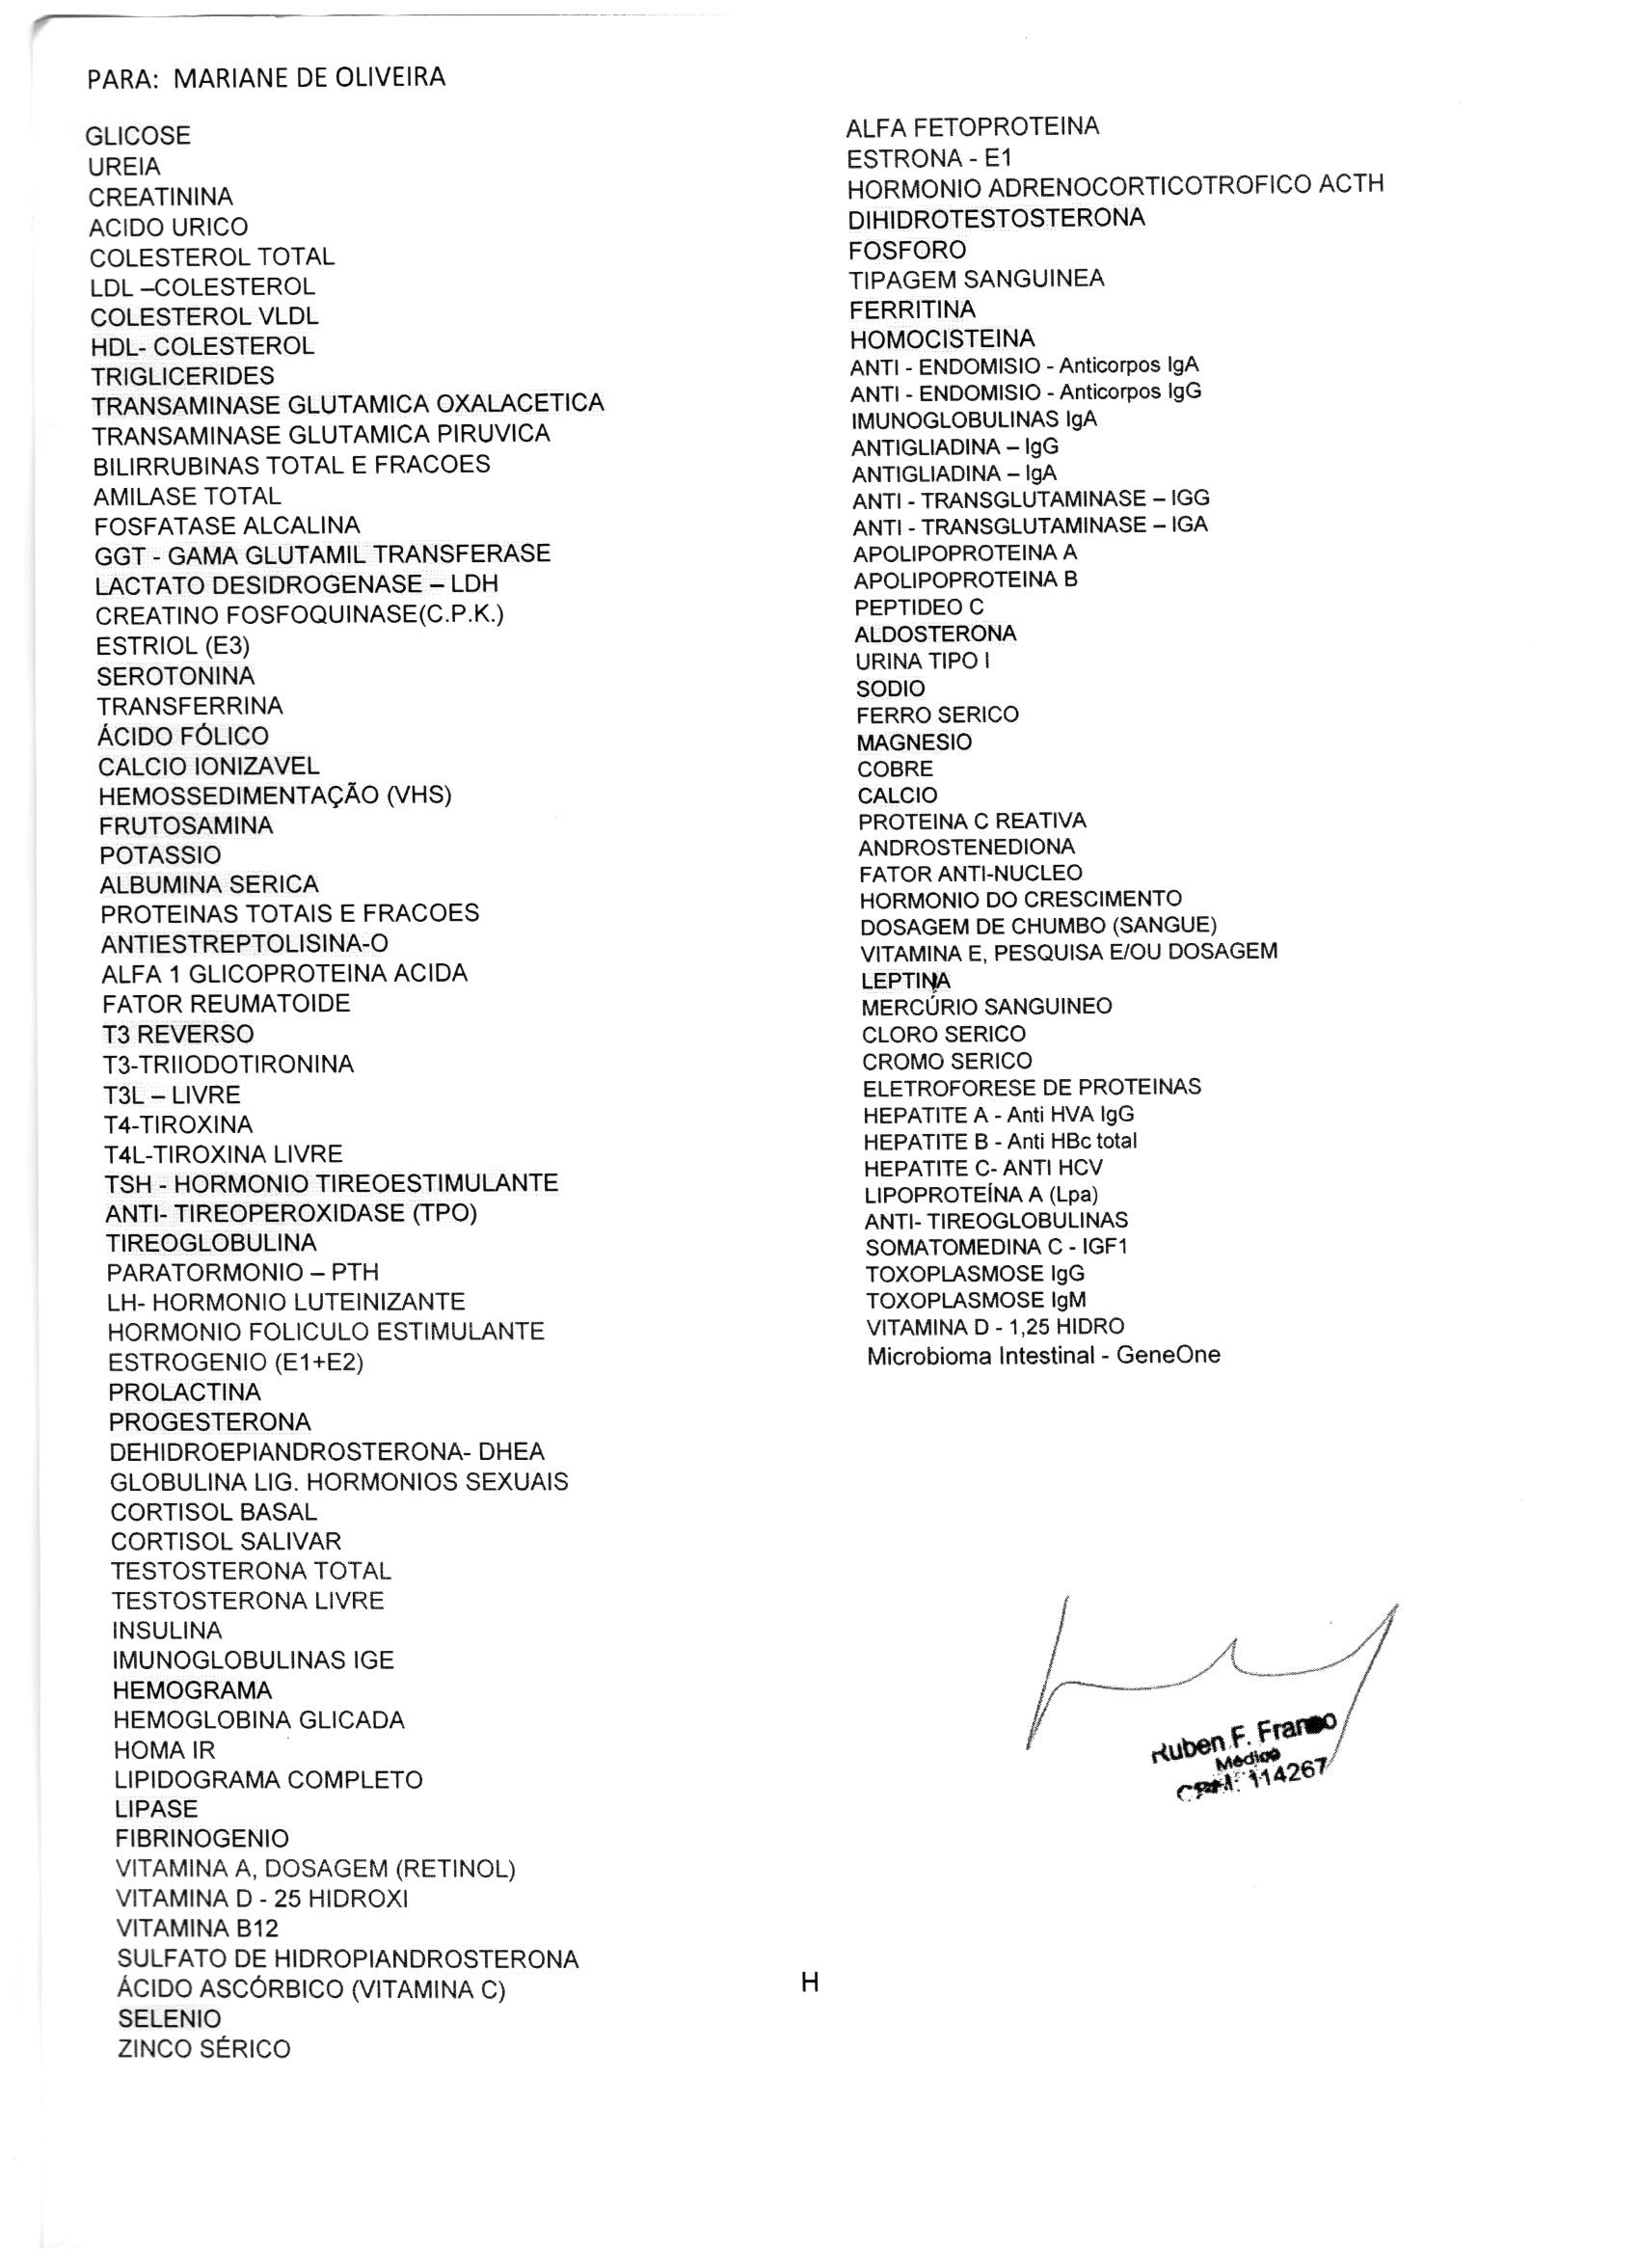 PARA: MARIANE DE OLIVEIRA
GLICOSE
UREIA
CREATININA
ACIDO URICO
COLESTEROL TOTAL
LDL –COLESTEROL
COLESTEROL VLDL
HDL- COLESTEROL
TRIGLICERIDES
TRANSAMINASE GLUTAMICA OXALACETICA
TRANSAMINASE GLUTAMICA PIRUVICA
BILIRRUBINAS TOTAL E FRACOES
AMILASE TOTAL
FOSFATASE ALCALINA
GGT - GAMA GLUTAMIL TRANSFERASE
LACTATO DESIDROGENASE – LDH
CREATINO FOSFOQUINASE(C.P.K.)
ESTRIOL (E3)
SEROTONINA
TRANSFERRINA
ÁCIDO FÓLICO
CALCIO IONIZAVEL
HEMOSSEDIMENTAÇÃO (VHS)
FRUTOSAMINA
POTASSIO
ALBUMINA SERICA
PROTEINAS TOTAIS E FRACOES
ANTIESTREPTOLISINA-O
ALFA 1 GLICOPROTEINA ACIDA
FATOR REUMATOIDE
T3 REVERSO
T3-TRIIODOTIRONINA
T3L – LIVRE
T4-TIROXINA
T4L-TIROXINA LIVRE
TSH - HORMONIO TIREOESTIMULANTE
ANTI- TIREOPEROXIDASE (TPO)
TIREOGLOBULINA
PARATORMONIO – PTH
LH- HORMONIO LUTEINIZANTE
HORMONIO FOLICULO ESTIMULANTE
ESTROGENIO (E1+E2)
PROLACTINA
PROGESTERONA
DEHIDROEPIANDROSTERONA- DHEA
GLOBULINA LIG. HORMONIOS SEXUAIS
CORTISOL BASAL
CORTISOL SALIVAR
TESTOSTERONA TOTAL
TESTOSTERONA LIVRE
INSULINA
IMUNOGLOBULINAS IGE
HEMOGRAMA
HEMOGLOBINA GLICADA
HOMA IR
LIPIDOGRAMA COMPLETO
LIPASE
FIBRINOGENIO
VITAMINA A, DOSAGEM (RETINOL)
VITAMINA D - 25 HIDROXI
VITAMINA B12
SULFATO DE HIDROPIANDROSTERONA
ÁCIDO ASCÓRBICO (VITAMINA C)
SELENIO
ZINCO SÉRICO
H
ALFA FETOPROTEINA
ESTRONA - E1
HORMONIO ADRENOCORTICOTROFICO ACTH
DIHIDROTESTOSTERONA
FOSFORO
TIPAGEM SANGUINEA
FERRITINA
HOMOCISTEINA
ANTI - ENDOMISIO - Anticorpos IgA
ANTI - ENDOMISIO - Anticorpos IgG
IMUNOGLOBULINAS IgA
ANTIGLIADINA – IgG
ANTIGLIADINA – IgA
ANTI - TRANSGLUTAMINASE – IGG
ANTI - TRANSGLUTAMINASE – IGA
APOLIPOPROTEINA A
APOLIPOPROTEINA B
PEPTIDEO C
ALDOSTERONA
URINA TIPO I
SODIO
FERRO SERICO
MAGNESIO
COBRE
CALCIO
PROTEINA C REATIVA
ANDROSTENEDIONA
FATOR ANTI-NUCLEO
HORMONIO DO CRESCIMENTO
DOSAGEM DE CHUMBO (SANGUE)
VITAMINA E, PESQUISA E/OU DOSAGEM
LEPTINA
MERCÚRIO SANGUINEO
CLORO SERICO
CROMO SERICO
ELETROFORESE DE PROTEINAS
HEPATITE A - Anti HVA IgG
HEPATITE B - Anti HBc total
HEPATITE C- ANTI HCV
LIPOPROTEÍNA A (Lpa)
ANTI- TIREOGLOBULINAS
SOMATOMEDINA C - IGF1
TOXOPLASMOSE IgG
TOXOPLASMOSE IgM
VITAMINA D - 1,25 HIDRO
Microbioma Intestinal - GeneOne
Ruben F. Franco
Médico
CRM: 114267